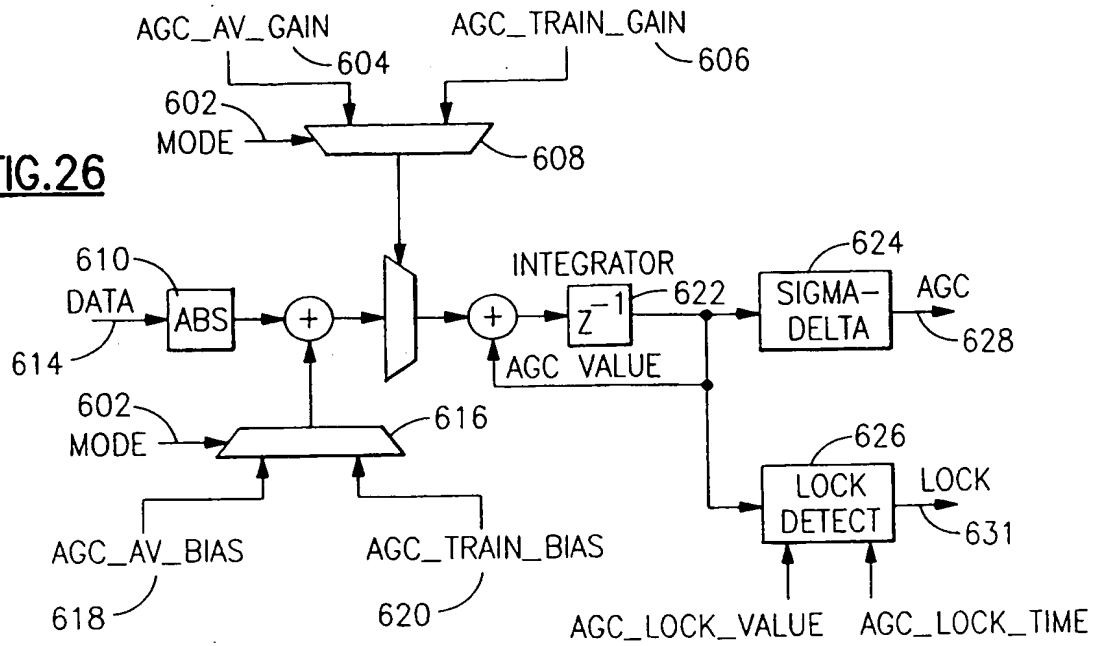 AGC_AV_GAIN
604
AGC_TRAIN_GAIN
606
602
MODE
608
FIG.26
610
DATA
ABS
614
+
+
INTEGRATOR
Z⁻¹
622
AGC VALUE
624
SIGMA-
DELTA
AGC
628
602
MODE
616
626
LOCK
DETECT
LOCK
631
AGC_AV_BIAS
618
AGC_TRAIN_BIAS
620
AGC_LOCK_VALUE
AGC_LOCK_TIME